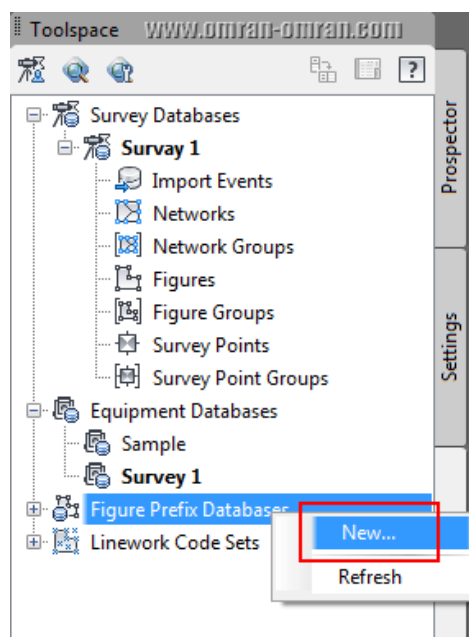 Toolspace www.omran-omran.com
?
Survey Databases
Survay 1
Import Events
Networks
Network Groups
Figures
Figure Groups
Survey Points
Survey Point Groups
Equipment Databases
Sample
Survey 1
Figure Prefix Databases
New...
Linework Code Sets
Refresh
Prospector
Settings